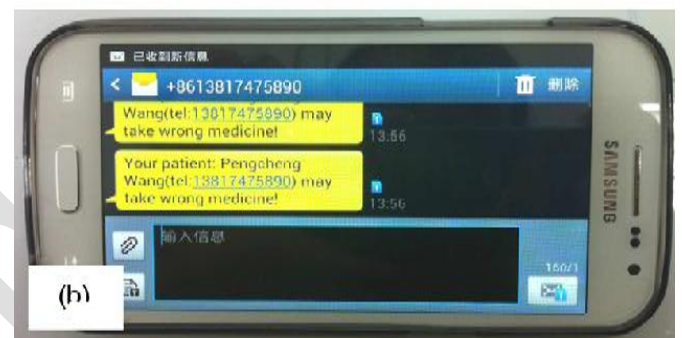 已收到新信息
+8613817475890
删除
Wang(tel:13817475890) may
take wrong medicine!
13:56
Your patient: Pengcheng
Wang(tel:13817475890) may
take wrong medicine!
13:56
输入信息
160/1
SAMSUNG
(b)